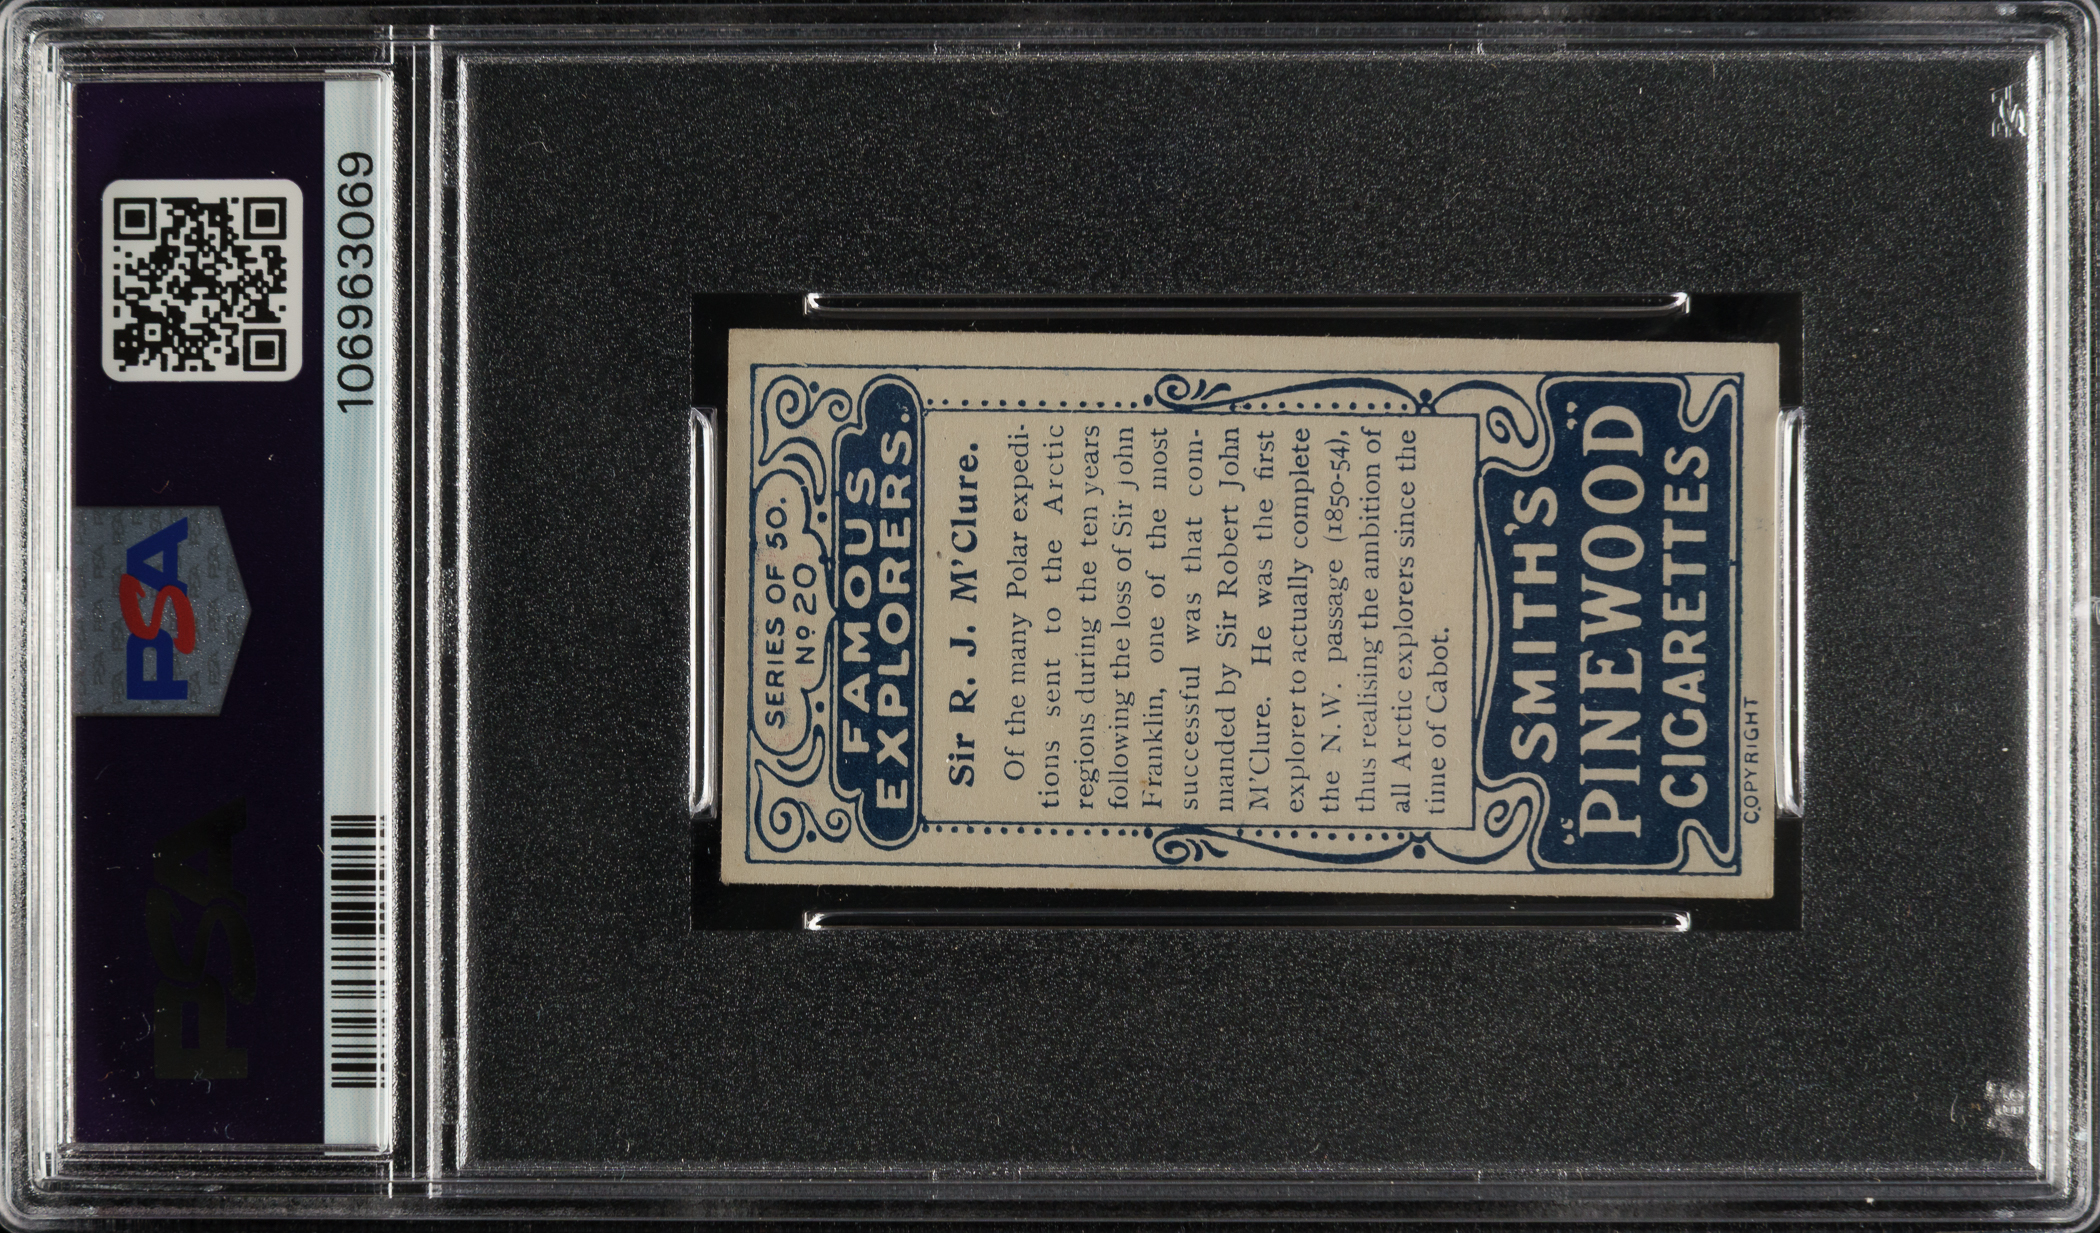 PSA
106963063069
SERIES OF 50.
Nº 20
FAMOUS
EXPLORERS.
Sir R. J. M'Clure.
Of the many Polar expedi-
tions sent to the Arctic
regions during the ten years
following the loss of Sir John
Franklin, one of the most
successful was that com-
manded by Sir Robert John
M'Clure. He was the first
explorer to actually complete
the N. W. passage (1850-54),
thus realising the ambition of
all Arctic explorers since the
time of Cabot.
SMITH'S
"PINEWOOD"
CIGARETTES
COPYRIGHT
PSA